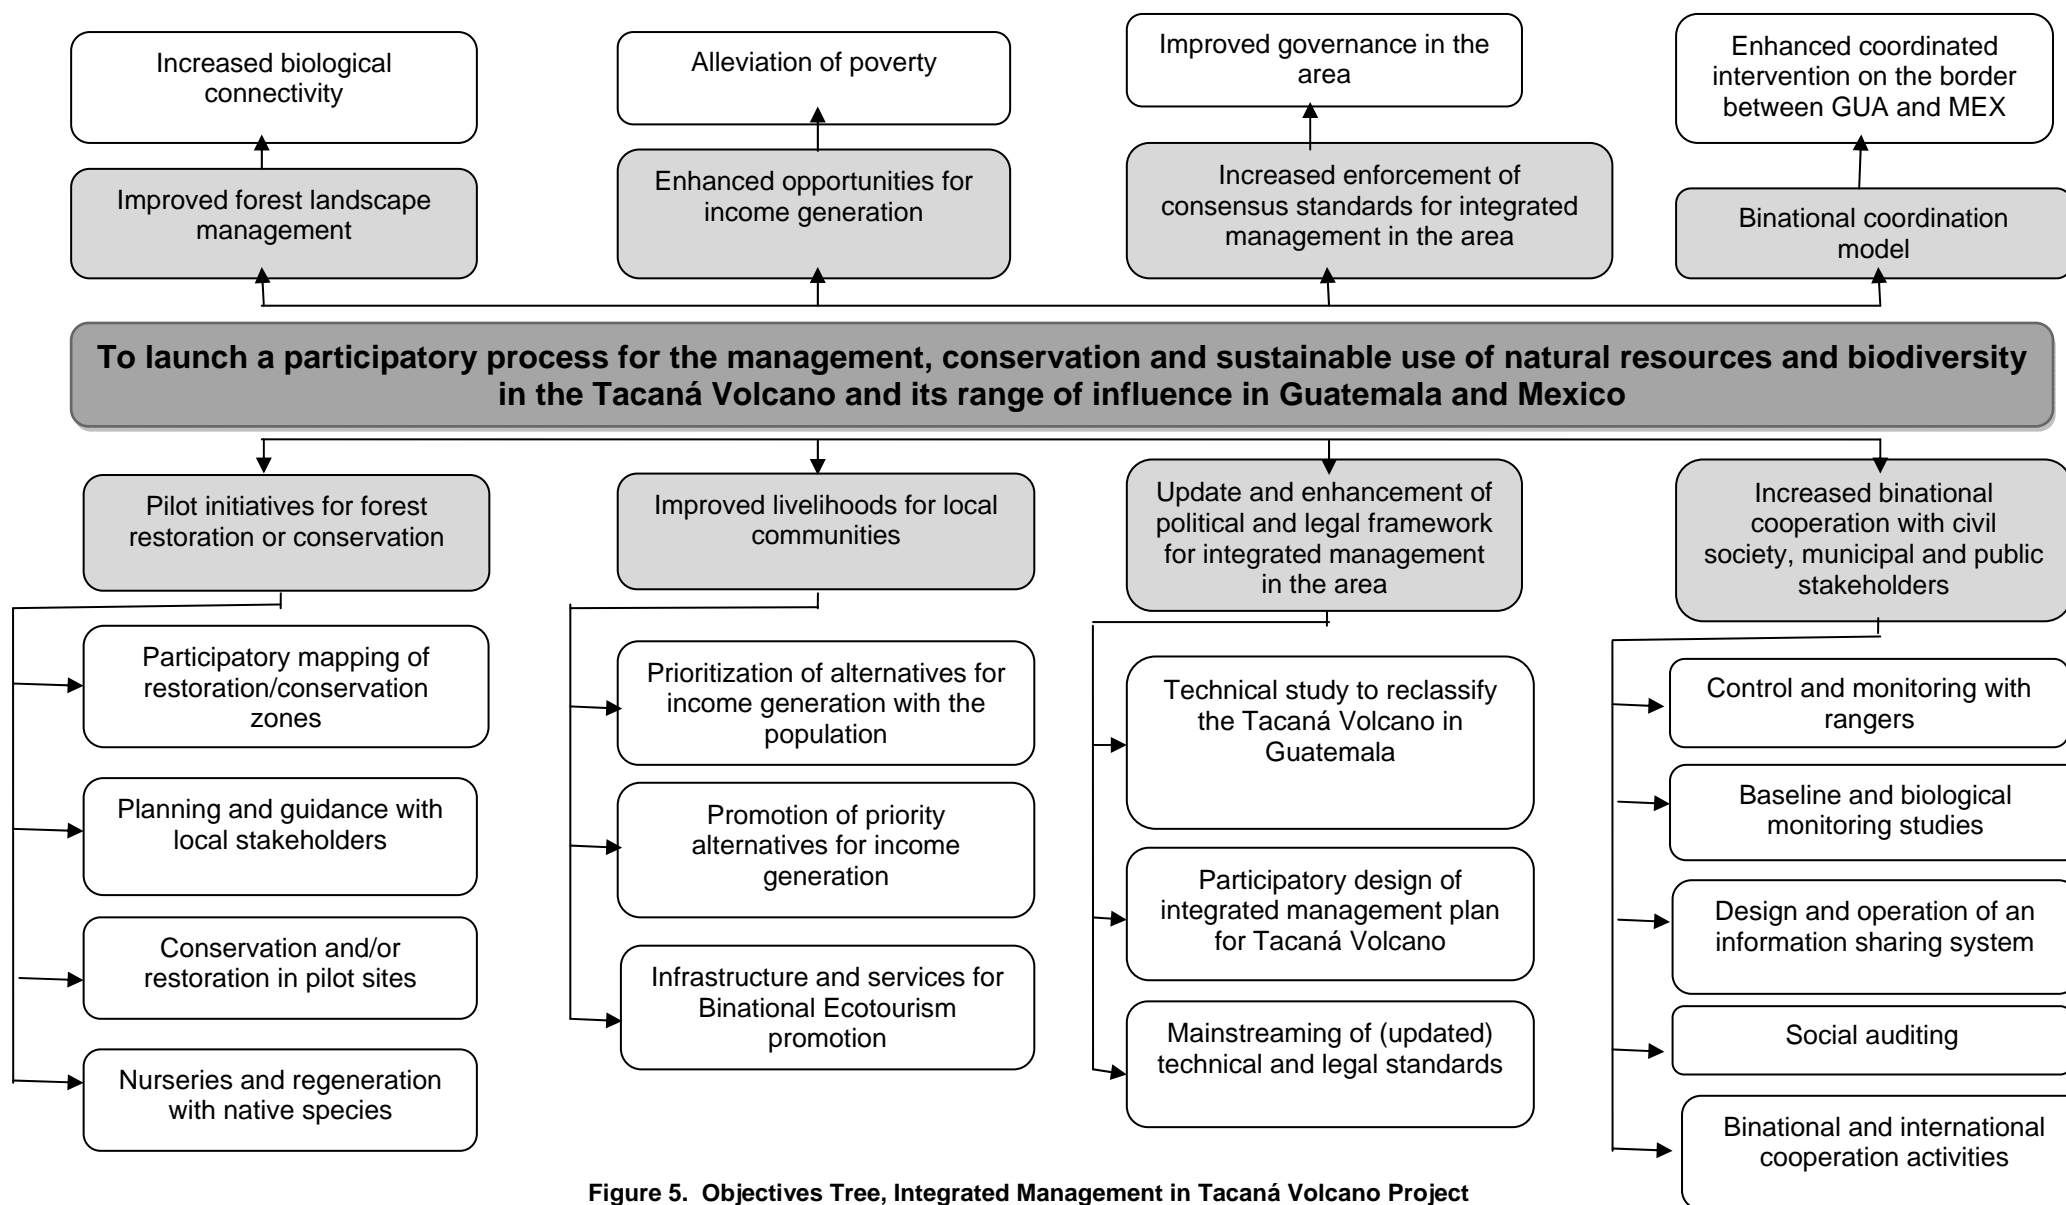 Increased biological
connectivity
Alleviation of poverty
Improved governance in the
area
Enhanced coordinated
intervention on the border
between GUA and MEX
Improved forest landscape
management
Enhanced opportunities for
income generation
Increased enforcement of
consensus standards for integrated
management in the area
Binational coordination
model
To launch a participatory process for the management, conservation and sustainable use of natural resources and biodiversity
in the Tacaná Volcano and its range of influence in Guatemala and Mexico
Pilot initiatives for forest
restoration or conservation
Participatory mapping of
restoration/conservation
zones
Planning and guidance with
local stakeholders
Conservation and/or
restoration in pilot sites
Nurseries and regeneration
with native species
Improved livelihoods for local
communities
Prioritization of alternatives for
income generation with the
population
Promotion of priority
alternatives for income
generation
Infrastructure and services for
Binational Ecotourism
promotion
Update and enhancement of
political and legal framework
for integrated management
in the area
Technical study to reclassify
the Tacaná Volcano in
Guatemala
Participatory design of
integrated management plan
for Tacaná Volcano
Mainstreaming of (updated)
technical and legal standards
Increased binational
cooperation with civil
society, municipal and public
stakeholders
Control and monitoring with
rangers
Baseline and biological
monitoring studies
Design and operation of an
information sharing system
Social auditing
Binational and international
cooperation activities
Figure 5. Objectives Tree, Integrated Management in Tacaná Volcano Project